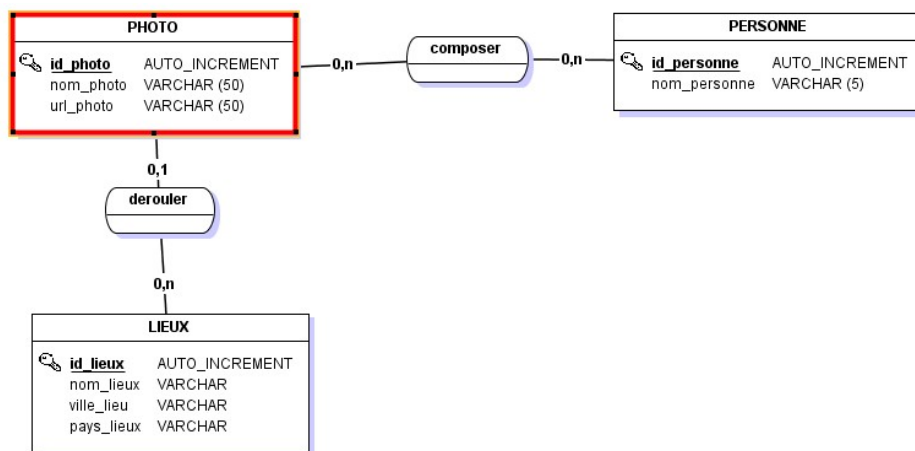 PHOTO
id_photo AUTO_INCREMENT
nom_photo VARCHAR (50)
url_photo VARCHAR (50)
0,n
composer
0,n
PERSONNE
id_personne AUTO_INCREMENT
nom_personne VARCHAR (5)
0,1
derouler
0,n
LIEUX
id_lieux AUTO_INCREMENT
nom_lieux VARCHAR
ville_lieu VARCHAR
pays_lieux VARCHAR